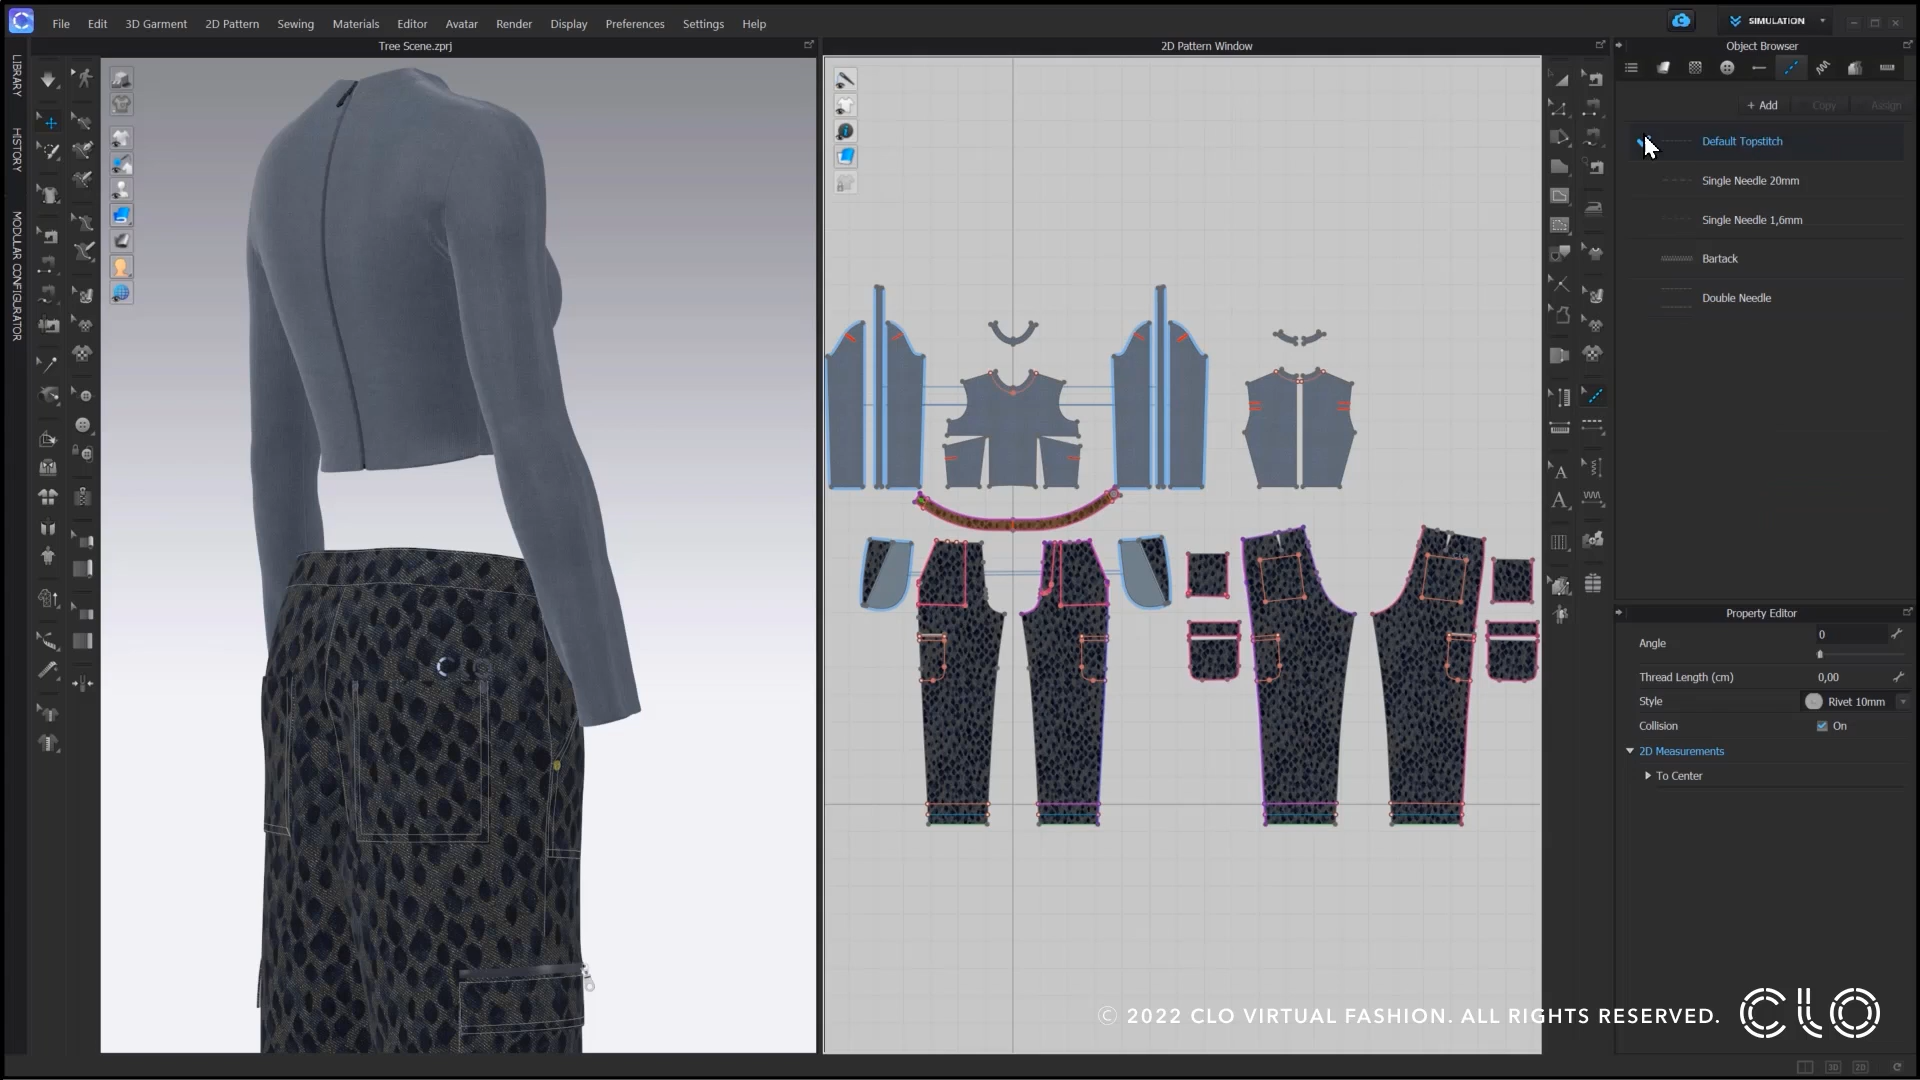 File Edit 3D Garment 2D Pattern Sewing Materials Editor Avatar Render Display Preferences Settings Help
SIMULATION
Tree Scene.zprj
2D Pattern Window
Object Browser
LIBRARY
HISTORY
MODULAR CONFIGURATOR
+ Add Copy Assign
Default Topstitch
Single Needle 20mm
Single Needle 1,6mm
Bartack
Double Needle
Property Editor
Angle 0
Thread Length (cm) 0,00
Style Rivet 10mm
Collision On
2D Measurements
To Center
© 2022 CLO VIRTUAL FASHION. ALL RIGHTS RESERVED. CLO
3D 2D